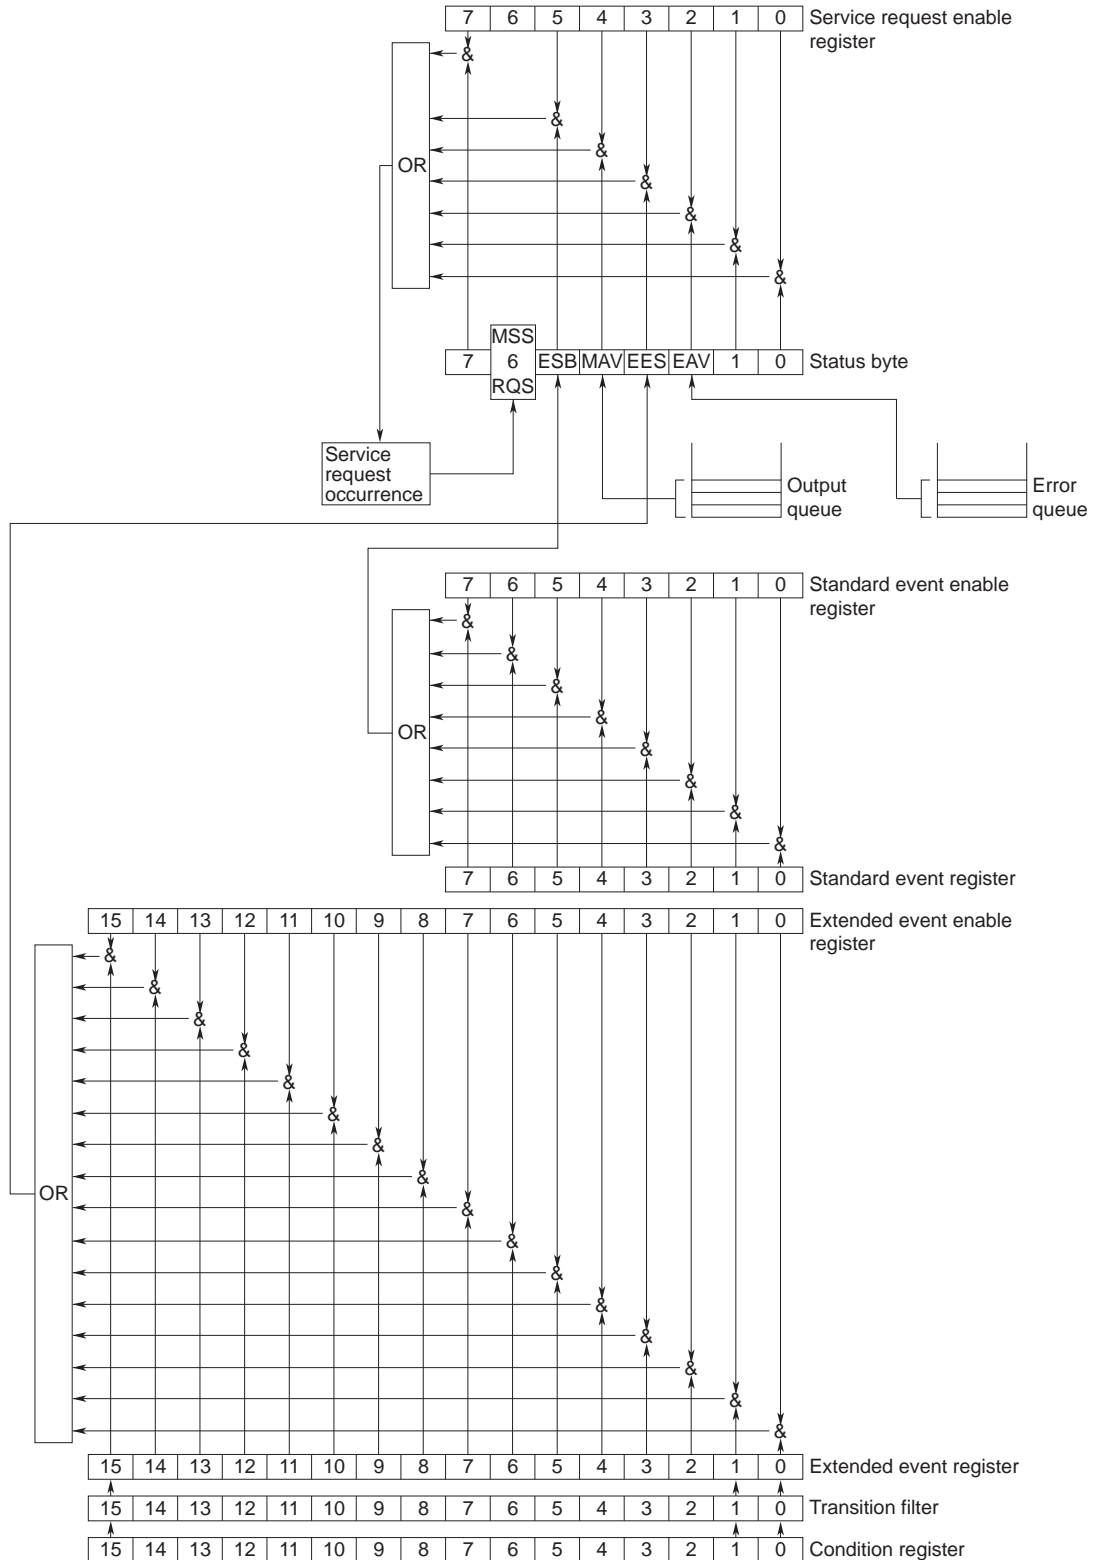 7 6 5 4 3 2 1 0 Service request enable
register
&
&
&
OR
&
&
&
&
MSS
7 6 ESB MAV EES EAV 1 0 Status byte
RQS
Service
request
occurrence
Output
queue
Error
queue
7 6 5 4 3 2 1 0 Standard event enable
register
&
&
&
&
OR
&
&
&
&
7 6 5 4 3 2 1 0 Standard event register
15 14 13 12 11 10 9 8 7 6 5 4 3 2 1 0 Extended event enable
register
&
&
&
&
&
&
&
&
OR
&
&
&
&
&
&
&
&
15 14 13 12 11 10 9 8 7 6 5 4 3 2 1 0 Extended event register
15 14 13 12 11 10 9 8 7 6 5 4 3 2 1 0 Transition filter
15 14 13 12 11 10 9 8 7 6 5 4 3 2 1 0 Condition register